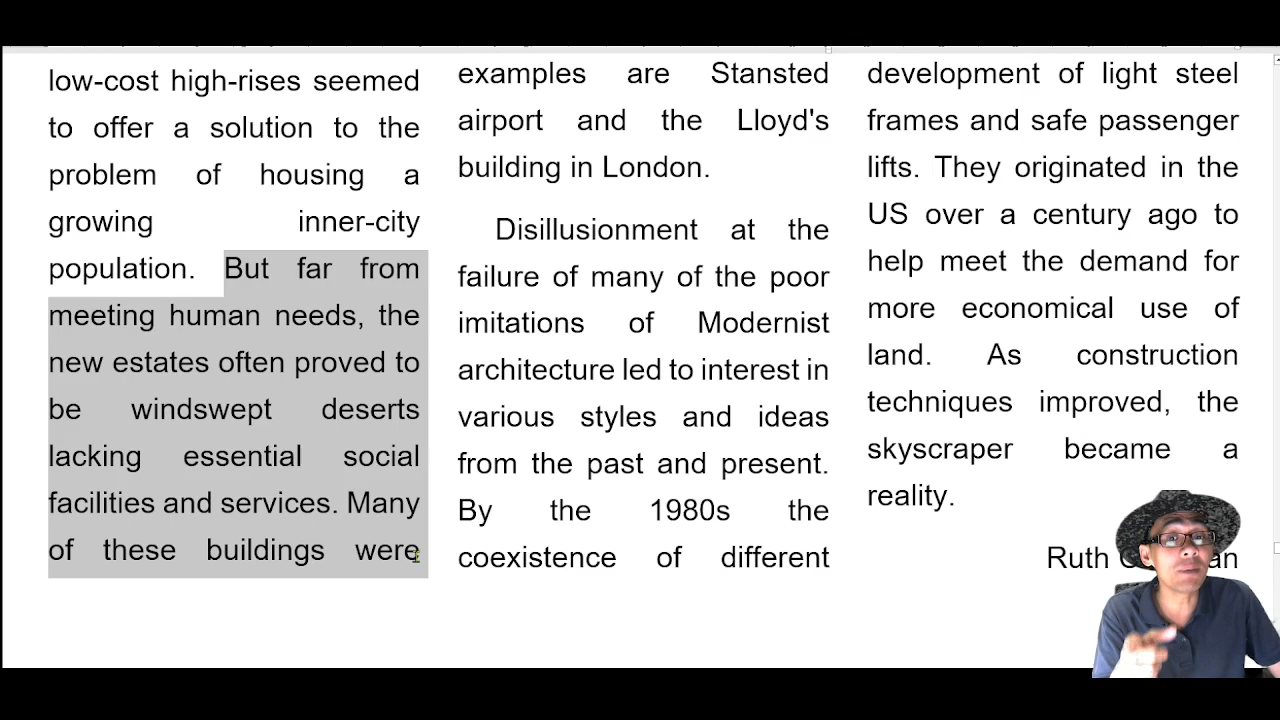 low-cost high-rises seemed
to offer a solution to the
problem of housing a
growing inner-city
population. But far from
meeting human needs, the
new estates often proved to
be windswept deserts
lacking essential social
facilities and services. Many
of these buildings were
examples are Stansted
airport and the Lloyd's
building in London.
Disillusionment at the
failure of many of the poor
imitations of Modernist
architecture led to interest in
various styles and ideas
from the past and present.
By the 1980s the
coexistence of different
development of light steel
frames and safe passenger
lifts. They originated in the
US over a century ago to
help meet the demand for
more economical use of
land. As construction
techniques improved, the
skyscraper became a
reality.
Ruth